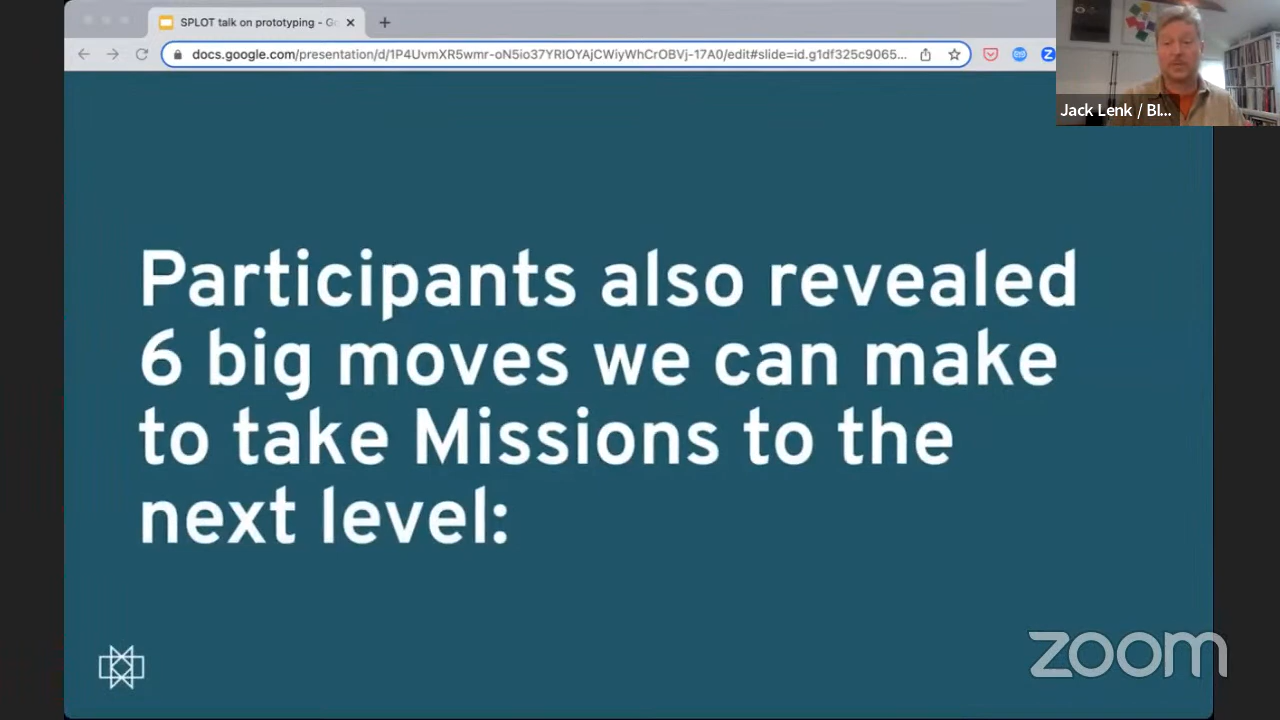 SPLOT talk on prototyping - G
docs.google.com/presentation/d/1P4UvmXR5wmr-oN5io37YRIOYAjCWiyWhCrOBVj-17A0/edit#slide=id.g1df325c9065...
Z
Jack Lenk / Bl...
Participants also revealed
6 big moves we can make
to take Missions to the
next level:
zoom